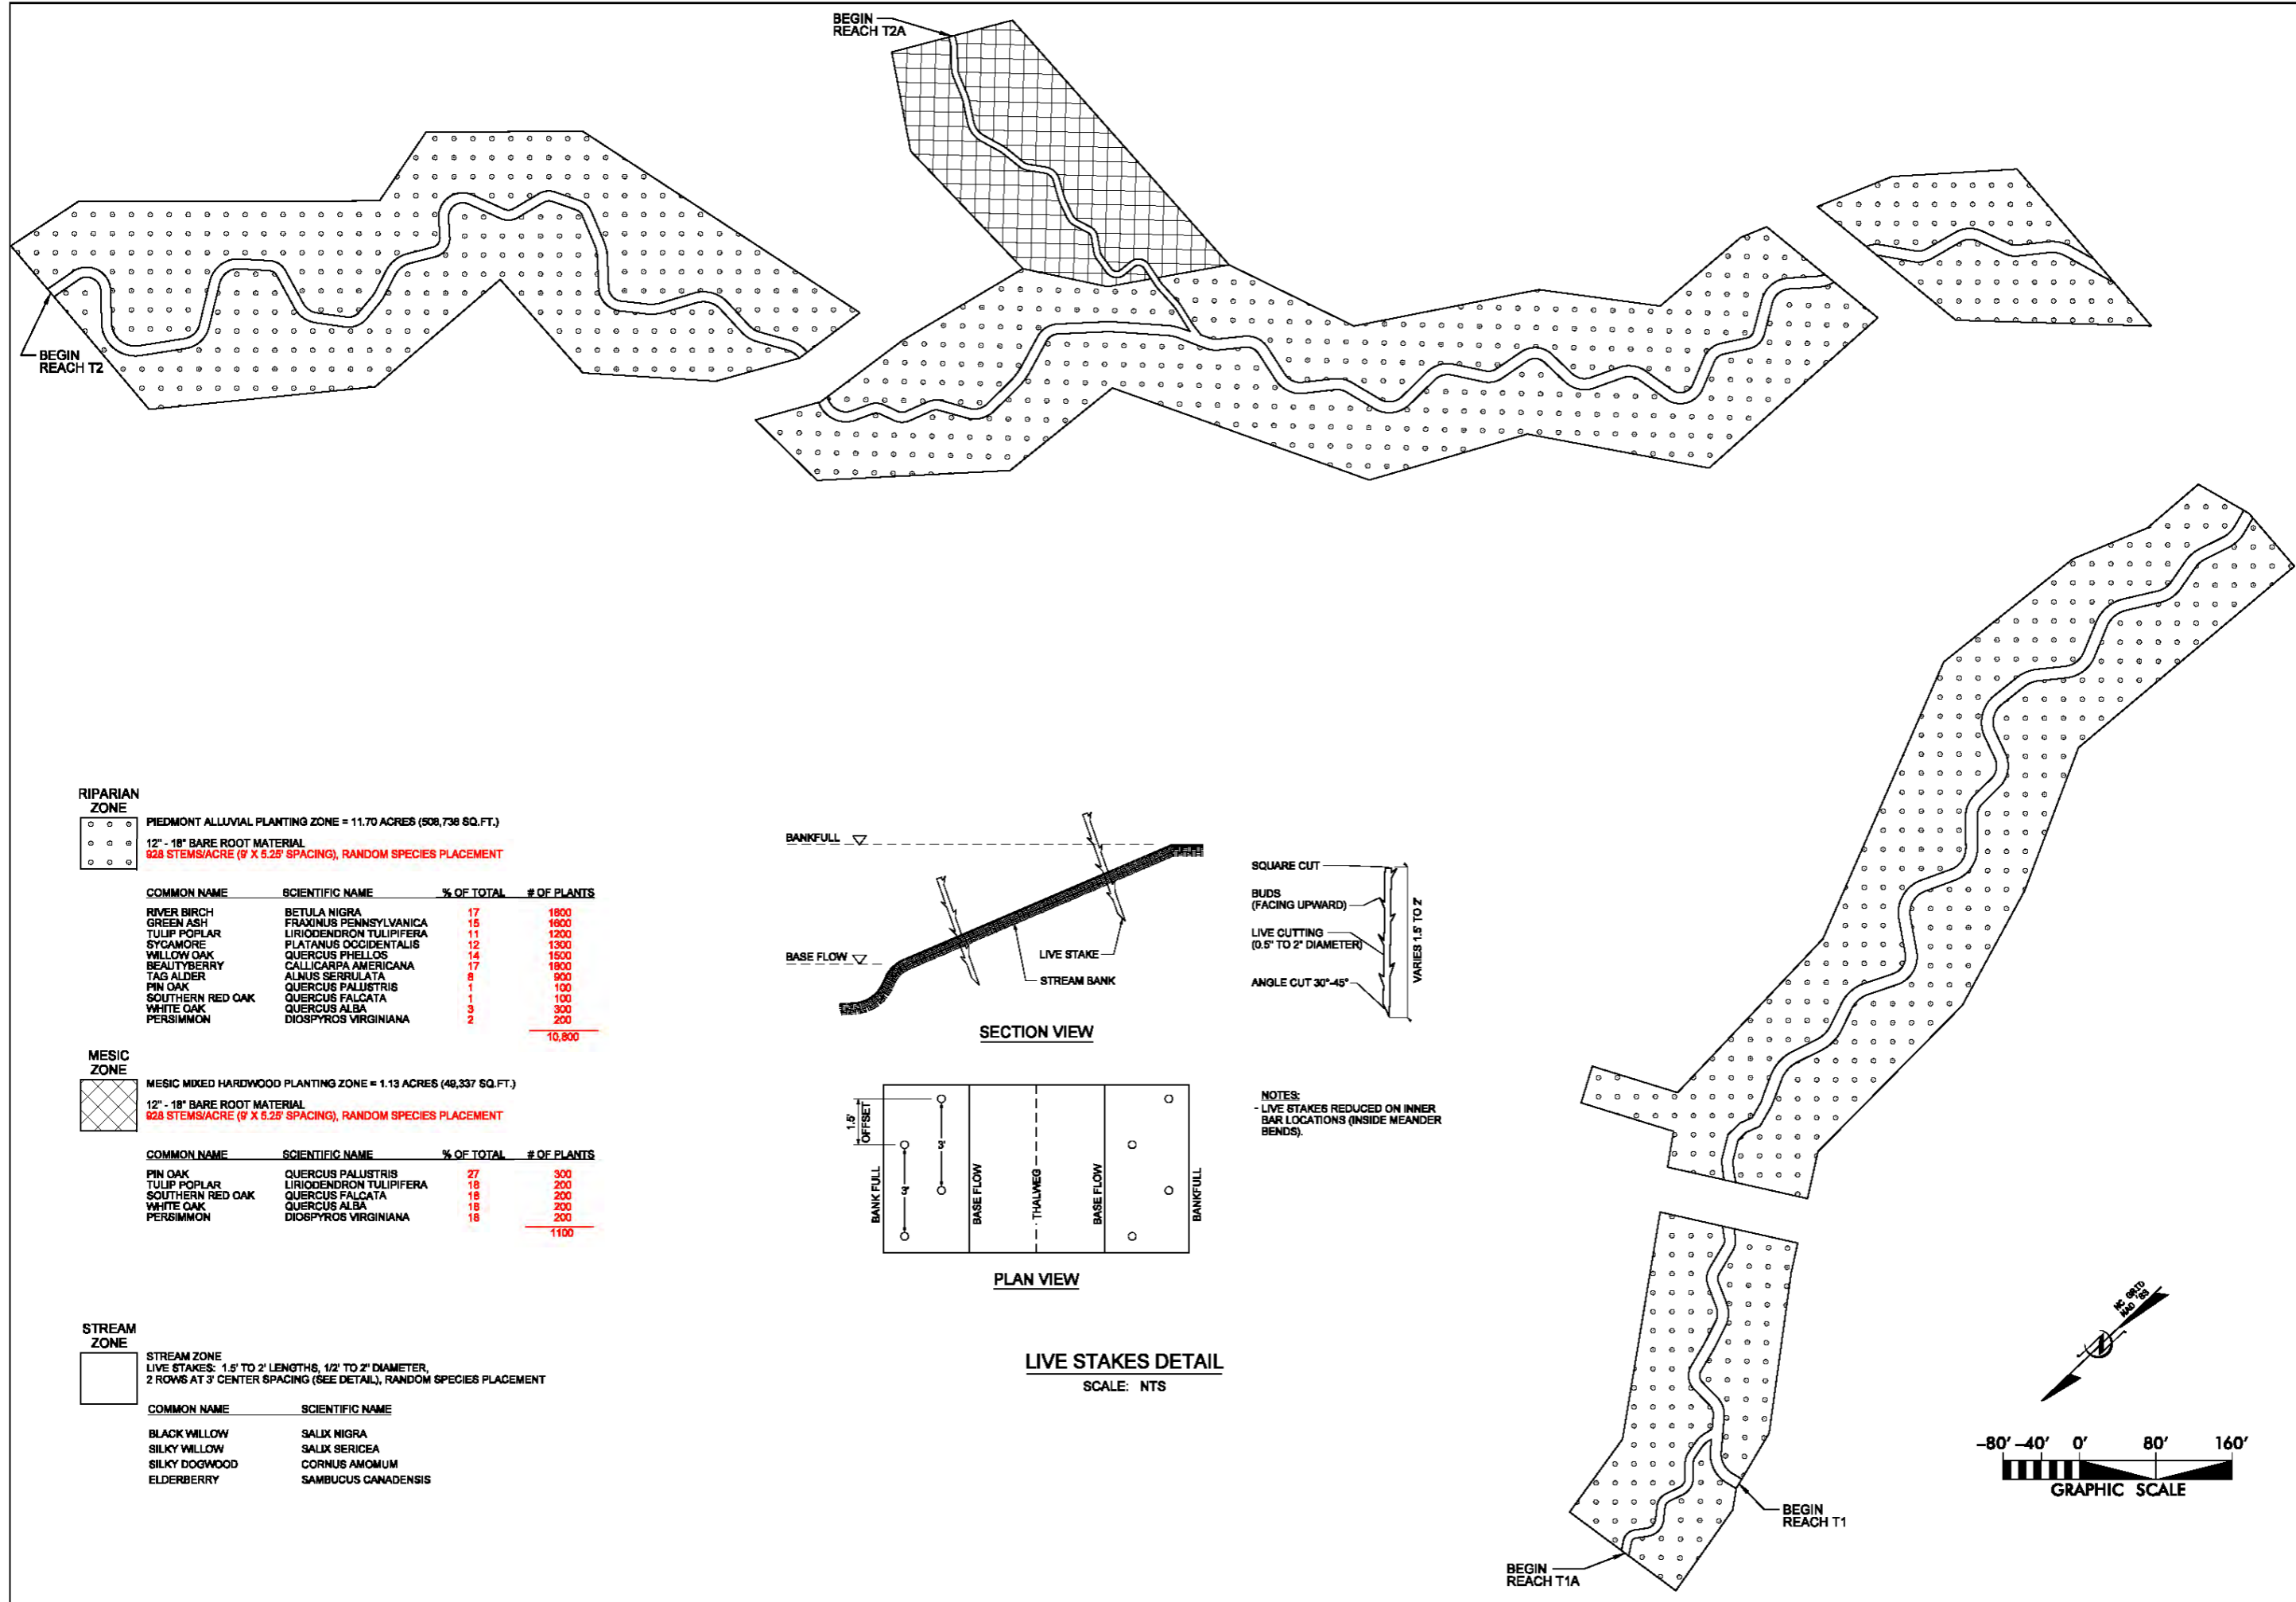 BEGIN
REACH T2A
BEGIN
REACH T2
RIPARIAN
ZONE
PIEDMONT ALLUVIAL PLANTING ZONE = 11.70 ACRES (508,736 SQ.FT.)
12" - 18" BARE ROOT MATERIAL
928 STEMS/ACRE (9' X 5.25' SPACING), RANDOM SPECIES PLACEMENT
COMMON NAME SCIENTIFIC NAME % OF TOTAL # OF PLANTS
RIVER BIRCH BETULA NIGRA 17 1800
GREEN ASH FRAXINUS PENNSYLVANICA 15 1600
TULIP POPLAR LIRIODENDRON TULIPIFERA 11 1200
SYCAMORE PLATANUS OCCIDENTALIS 12 1300
WILLOW OAK QUERCUS PHELLOS 14 1500
BEAUTYBERRY CALLICARPA AMERICANA 17 1800
TAG ALDER ALNUS SERRULATA 8 900
PIN OAK QUERCUS PALUSTRIS 1 100
SOUTHERN RED OAK QUERCUS FALCATA 1 100
WHITE OAK QUERCUS ALBA 3 300
PERSIMMON DIOSPYROS VIRGINIANA 2 200
10,800
MESIC
ZONE
MESIC MIXED HARDWOOD PLANTING ZONE = 1.13 ACRES (49,337 SQ.FT.)
12" - 18" BARE ROOT MATERIAL
928 STEMS/ACRE (9' X 5.25' SPACING), RANDOM SPECIES PLACEMENT
COMMON NAME SCIENTIFIC NAME % OF TOTAL # OF PLANTS
PIN OAK QUERCUS PALUSTRIS 27 300
TULIP POPLAR LIRIODENDRON TULIPIFERA 18 200
SOUTHERN RED OAK QUERCUS FALCATA 18 200
WHITE OAK QUERCUS ALBA 18 200
PERSIMMON DIOSPYROS VIRGINIANA 18 200
1100
STREAM
ZONE
STREAM ZONE
LIVE STAKES: 1.5' TO 2' LENGTHS, 1/2' TO 2" DIAMETER,
2 ROWS AT 3' CENTER SPACING (SEE DETAIL), RANDOM SPECIES PLACEMENT
COMMON NAME SCIENTIFIC NAME
BLACK WILLOW SALIX NIGRA
SILKY WILLOW SALIX SERICEA
SILKY DOGWOOD CORNUS AMOMUM
ELDERBERRY SAMBUCUS CANADENSIS
BANKFULL
BASE FLOW
LIVE STAKE
STREAM BANK
SECTION VIEW
SQUARE CUT
BUDS
(FACING UPWARD)
LIVE CUTTING
(0.5" TO 2" DIAMETER)
ANGLE CUT 30°-45°
VARIES 1.5' TO 2'
1.5'
OFFSET
3'
3'
BANK FULL
BASE FLOW
THALWEG
BASE FLOW
BANKFULL
PLAN VIEW
NOTES:
- LIVE STAKES REDUCED ON INNER
BAR LOCATIONS (INSIDE MEANDER
BENDS).
LIVE STAKES DETAIL
SCALE: NTS
NC GRID
NAD '83
-80' -40' 0' 80' 160'
GRAPHIC SCALE
BEGIN
REACH T1
BEGIN
REACH T1A